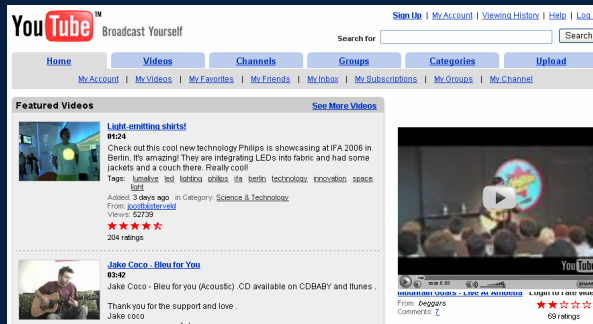 YouTube™ Broadcast Yourself
Sign Up | My Account | Viewing History | Help | Log
Search for Search
Home Videos Channels Groups Categories Upload
My Account | My Videos | My Favorites | My Friends | My Inbox | My Subscriptions | My Groups | My Channel
Featured Videos See More Videos
Light-emitting shirts!
01:24
Check out this cool new technology Philips is showcasing at IFA 2006 in
Berlin. It's amazing! They are integrating LEDs into fabric and had some
jackets and a couch there. Really cool!
Tags: lumalive led lighting philips ifa berlin technology innovation space
light
Added: 3 days ago in Category: Science & Technology
From: joostbijsterveld
Views: 52739
204 ratings
Jake Coco - Bleu for You
03:42
Jake Coco - Bleu for you (Acoustic) .CD available on CDBABY and Itunes .
Thank you for the support and love .
Jake coco
YouTube
Mountain Goats - Live At Amoeba Login to rate video
From: beggars
Comments: 7
69 ratings